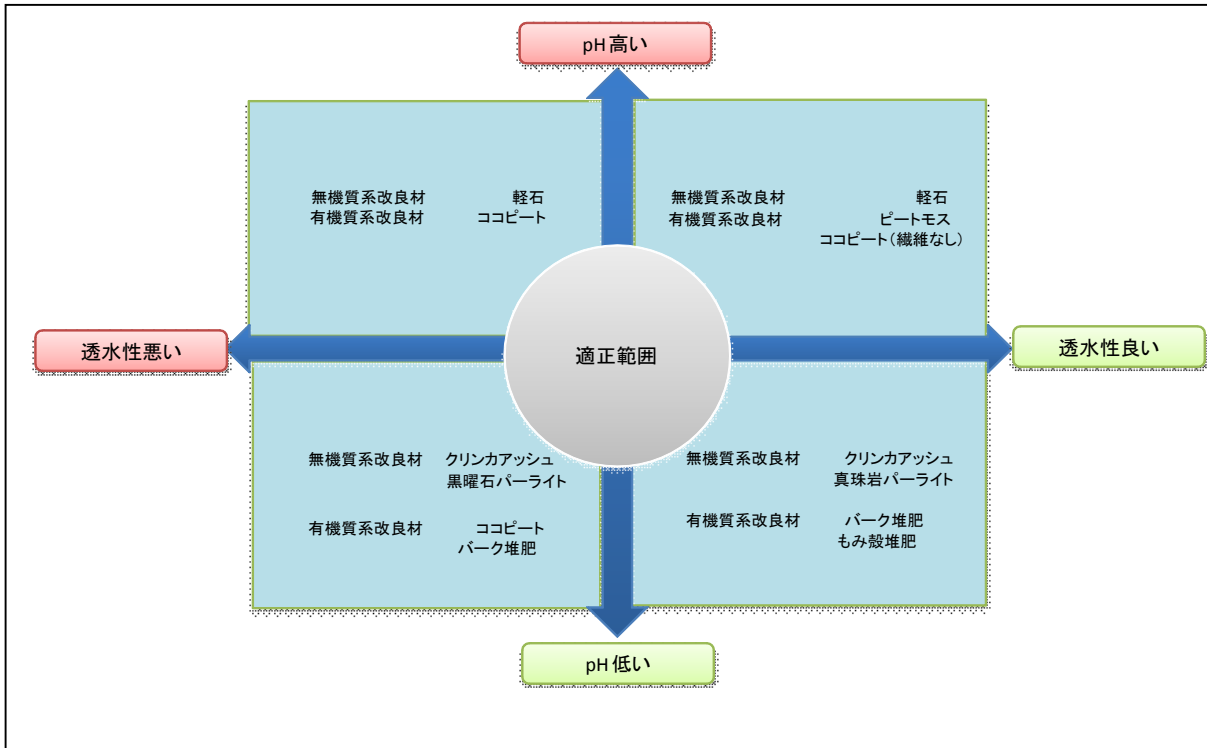 pH高い
無機質系改良材 軽石
有機質系改良材 ココピート
無機質系改良材 軽石
有機質系改良材 ピートモス
ココピート（繊維なし）
透水性悪い
適正範囲
透水性良い
無機質系改良材 クリンカアッシュ
黒曜石パーライト
有機質系改良材 ココピート
バーク堆肥
無機質系改良材 クリンカアッシュ
真珠岩パーライト
有機質系改良材 バーク堆肥
もみ殻堆肥
pH低い